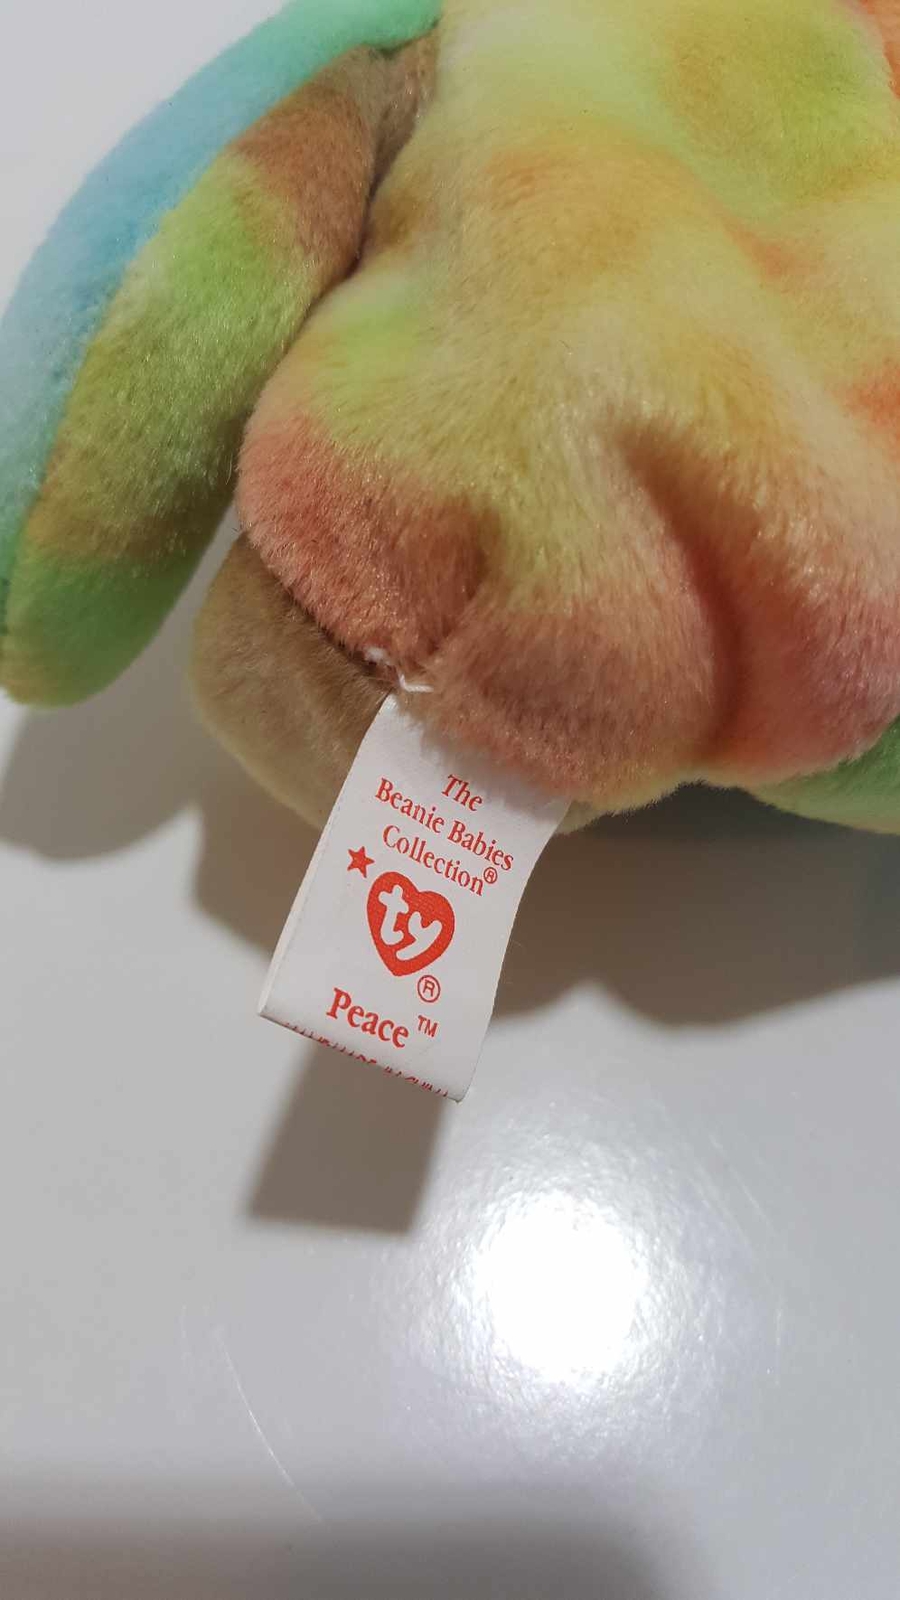 The
Beanie Babies
Collection®
★
ty
®
Peace™